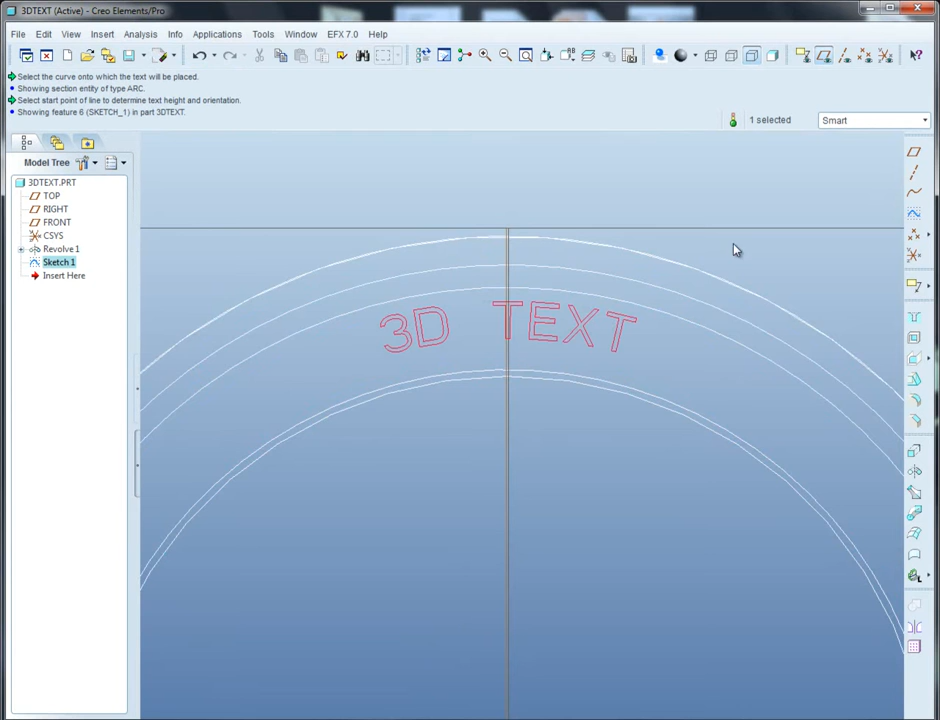 3DTEXT (Active) - Creo Elements/Pro
File Edit View Insert Analysis Info Applications Tools Window EFX 7.0 Help
Select the curve onto which the text will be placed.
Showing section entity of type ARC.
Select start point of line to determine text height and orientation.
Showing feature 6 (SKETCH_1) in part 3DTEXT.
1 selected
Smart
Model Tree
3DTEXT.PRT
TOP
RIGHT
FRONT
CSYS
Revolve 1
Sketch 1
Insert Here
3D TEXT